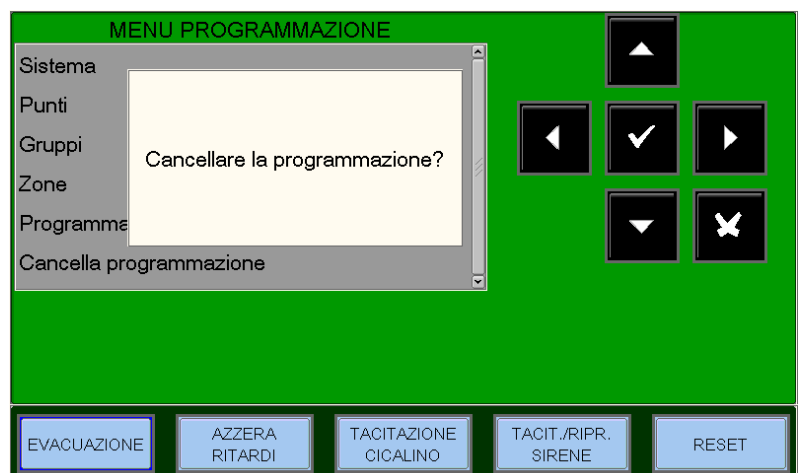 MENU PROGRAMMAZIONE
Sistema
Punti
Gruppi
Zone
Programma
Cancella programmazione
Cancellare la programmazione?
EVACUAZIONE
AZZERA
RITARDI
TACITAZIONE
CICALINO
TACIT./RIPR.
SIRENE
RESET